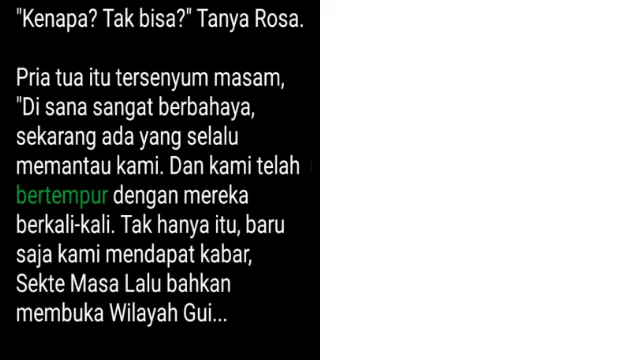 "Kenapa? Tak bisa?" Tanya Rosa.
Pria tua itu tersenyum masam,
"Di sana sangat berbahaya,
sekarang ada yang selalu
memantau kami. Dan kami telah
bertempur dengan mereka
berkali-kali. Tak hanya itu, baru
saja kami mendapat kabar,
Sekte Masa Lalu bahkan
membuka Wilayah Gui...